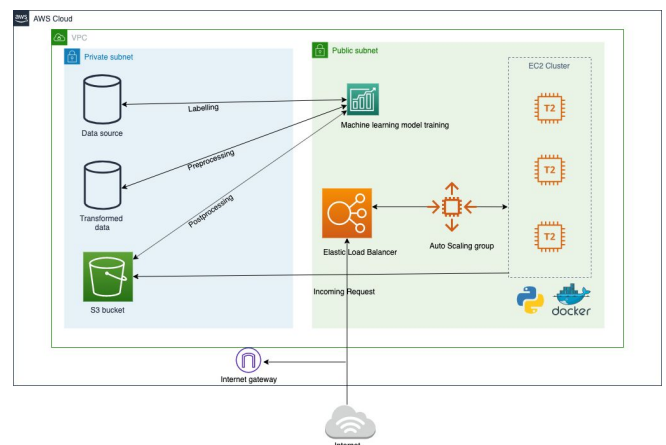 aws
AWS Cloud
VPC
Private subnet
Public subnet
EC2 Cluster
Data source
Labelling
Machine learning model training
T2
Preprocessing
Transformed
data
Postprocessing
T2
Elastic Load Balancer
Auto Scaling group
T2
S3 bucket
Incoming Request
docker
Internet gateway
Internet